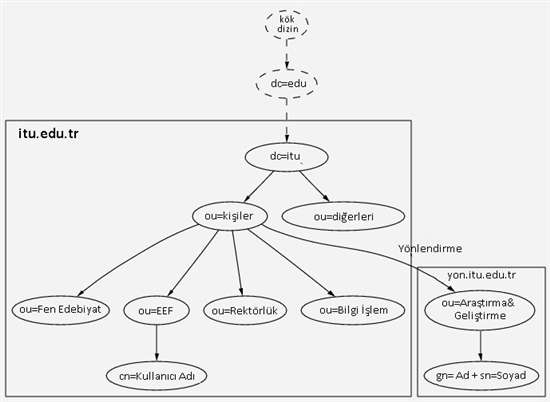 kök
dizin
dc=edu
itu.edu.tr
dc=itu
ou=kişiler
ou=diğerleri
Yönlendirme
yon.itu.edu.tr
ou=Fen Edebiyat
ou=EEF
ou=Rektörlük
ou=Bilgi İşlem
ou=Araştırma&
Geliştirme
cn=Kullanıcı Adı
gn= Ad + sn=Soyad